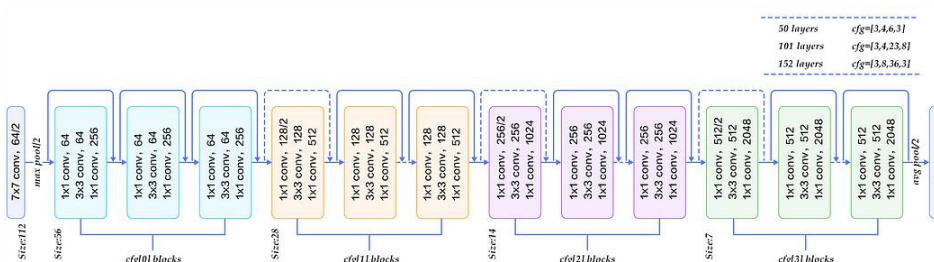 50 layers cfg=[3,4,6,3]
101 layers cfg=[3,4,23,8]
152 layers cfg=[3,8,36,3]
7x7 conv, 64/2
max pool/2
1x1 conv, 64
3x3 conv, 64
1x1 conv, 256
1x1 conv, 64
3x3 conv, 64
1x1 conv, 256
1x1 conv, 64
3x3 conv, 64
1x1 conv, 256
1x1 conv, 128/2
3x3 conv, 128
1x1 conv, 512
1x1 conv, 128
3x3 conv, 128
1x1 conv, 512
1x1 conv, 128
3x3 conv, 128
1x1 conv, 512
1x1 conv, 256/2
3x3 conv, 256
1x1 conv, 1024
1x1 conv, 256
3x3 conv, 256
1x1 conv, 1024
1x1 conv, 256
3x3 conv, 256
1x1 conv, 1024
1x1 conv, 512/2
3x3 conv, 512
1x1 conv, 2048
1x1 conv, 512
3x3 conv, 512
1x1 conv, 2048
1x1 conv, 512
3x3 conv, 512
1x1 conv, 2048
avg pool/2
Size:112
Size:56
cfg[0] blocks
Size:28
cfg[1] blocks
Size:14
cfg[2] blocks
Size:7
cfg[3] blocks